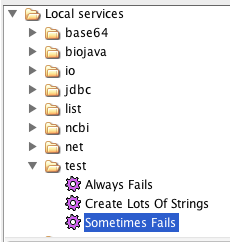 Local services
base64
biojava
io
jdbc
list
ncbi
net
test
Always Fails
Create Lots Of Strings
Sometimes Fails